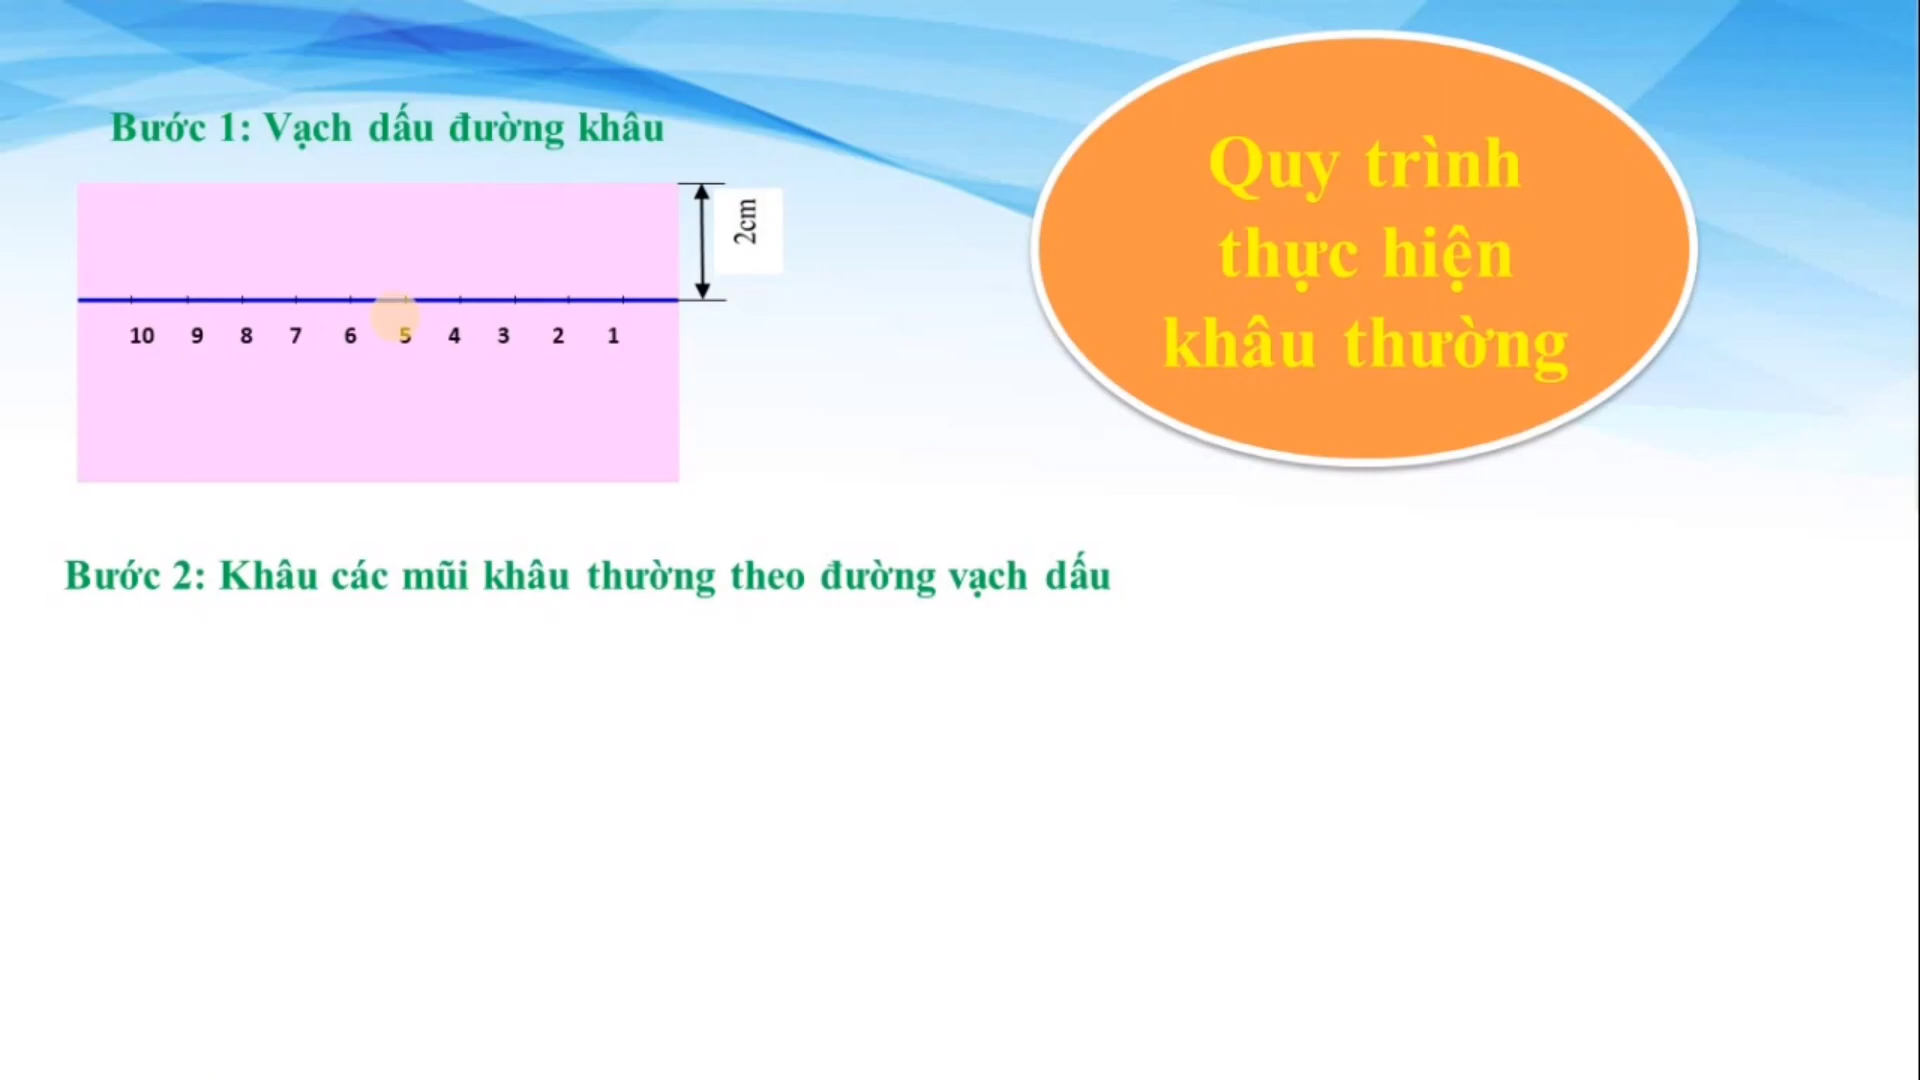 Bước 1: Vạch dấu đường khâu
2cm
10 9 8 7 6 5 4 3 2 1
Quy trình
thực hiện
khâu thường
Bước 2: Khâu các mũi khâu thường theo đường vạch dấu